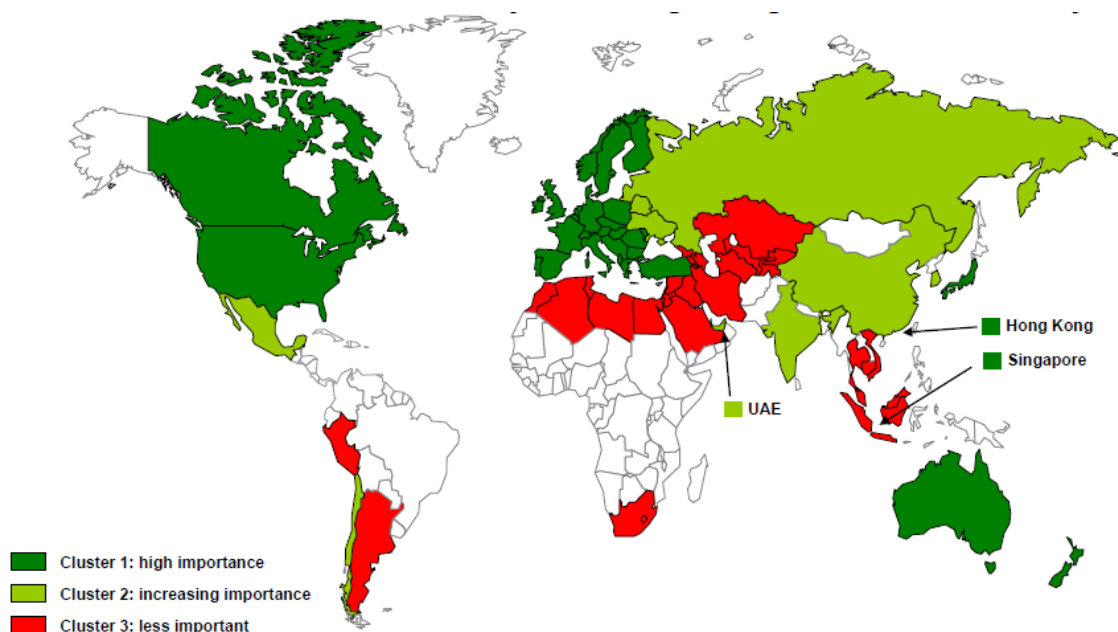 Hong Kong
Singapore
UAE
Cluster 1: high importance
Cluster 2: increasing importance
Cluster 3: less important